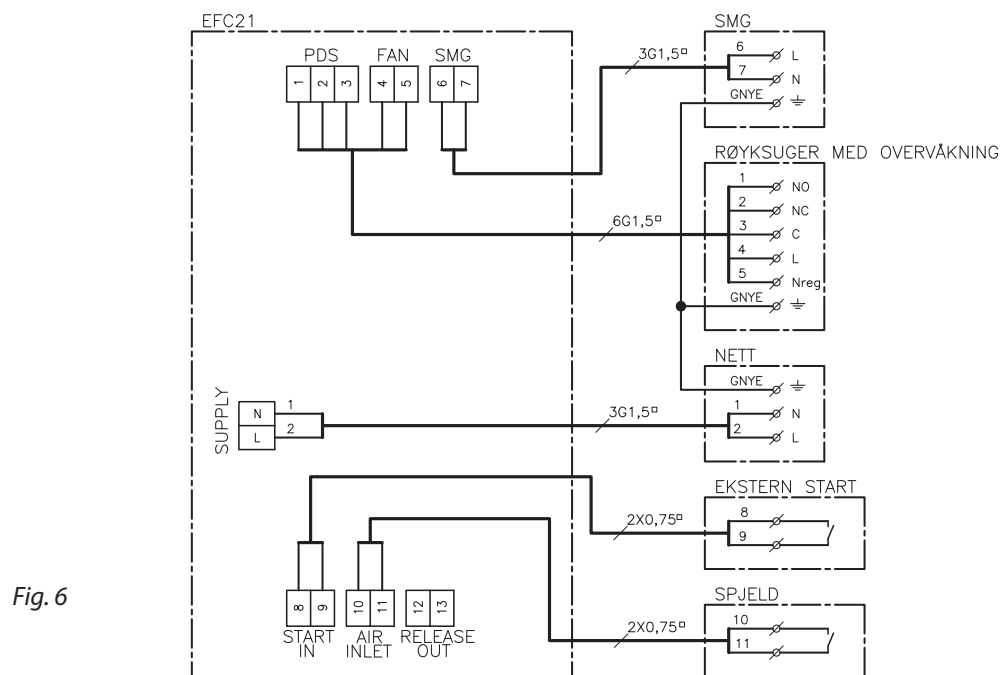 EFC21
PDS FAN SMG
1 2 3 4 5 6 7
3G1,5▫
SMG
6 L
7 N
GNYE
RØYKSUGER MED OVERVÅKNING
6G1,5▫
1 NO
2 NC
3 C
4 L
5 Nreg
GNYE
NETT
GNYE
SUPPLY
N 1
L 2
3G1,5▫
1 N
2 L
EKSTERN START
2X0,75▫
8
9
Fig. 6
8 9 10 11 12 13
START IN
AIR INLET
RELEASE OUT
SPJELD
2X0,75▫
10
11